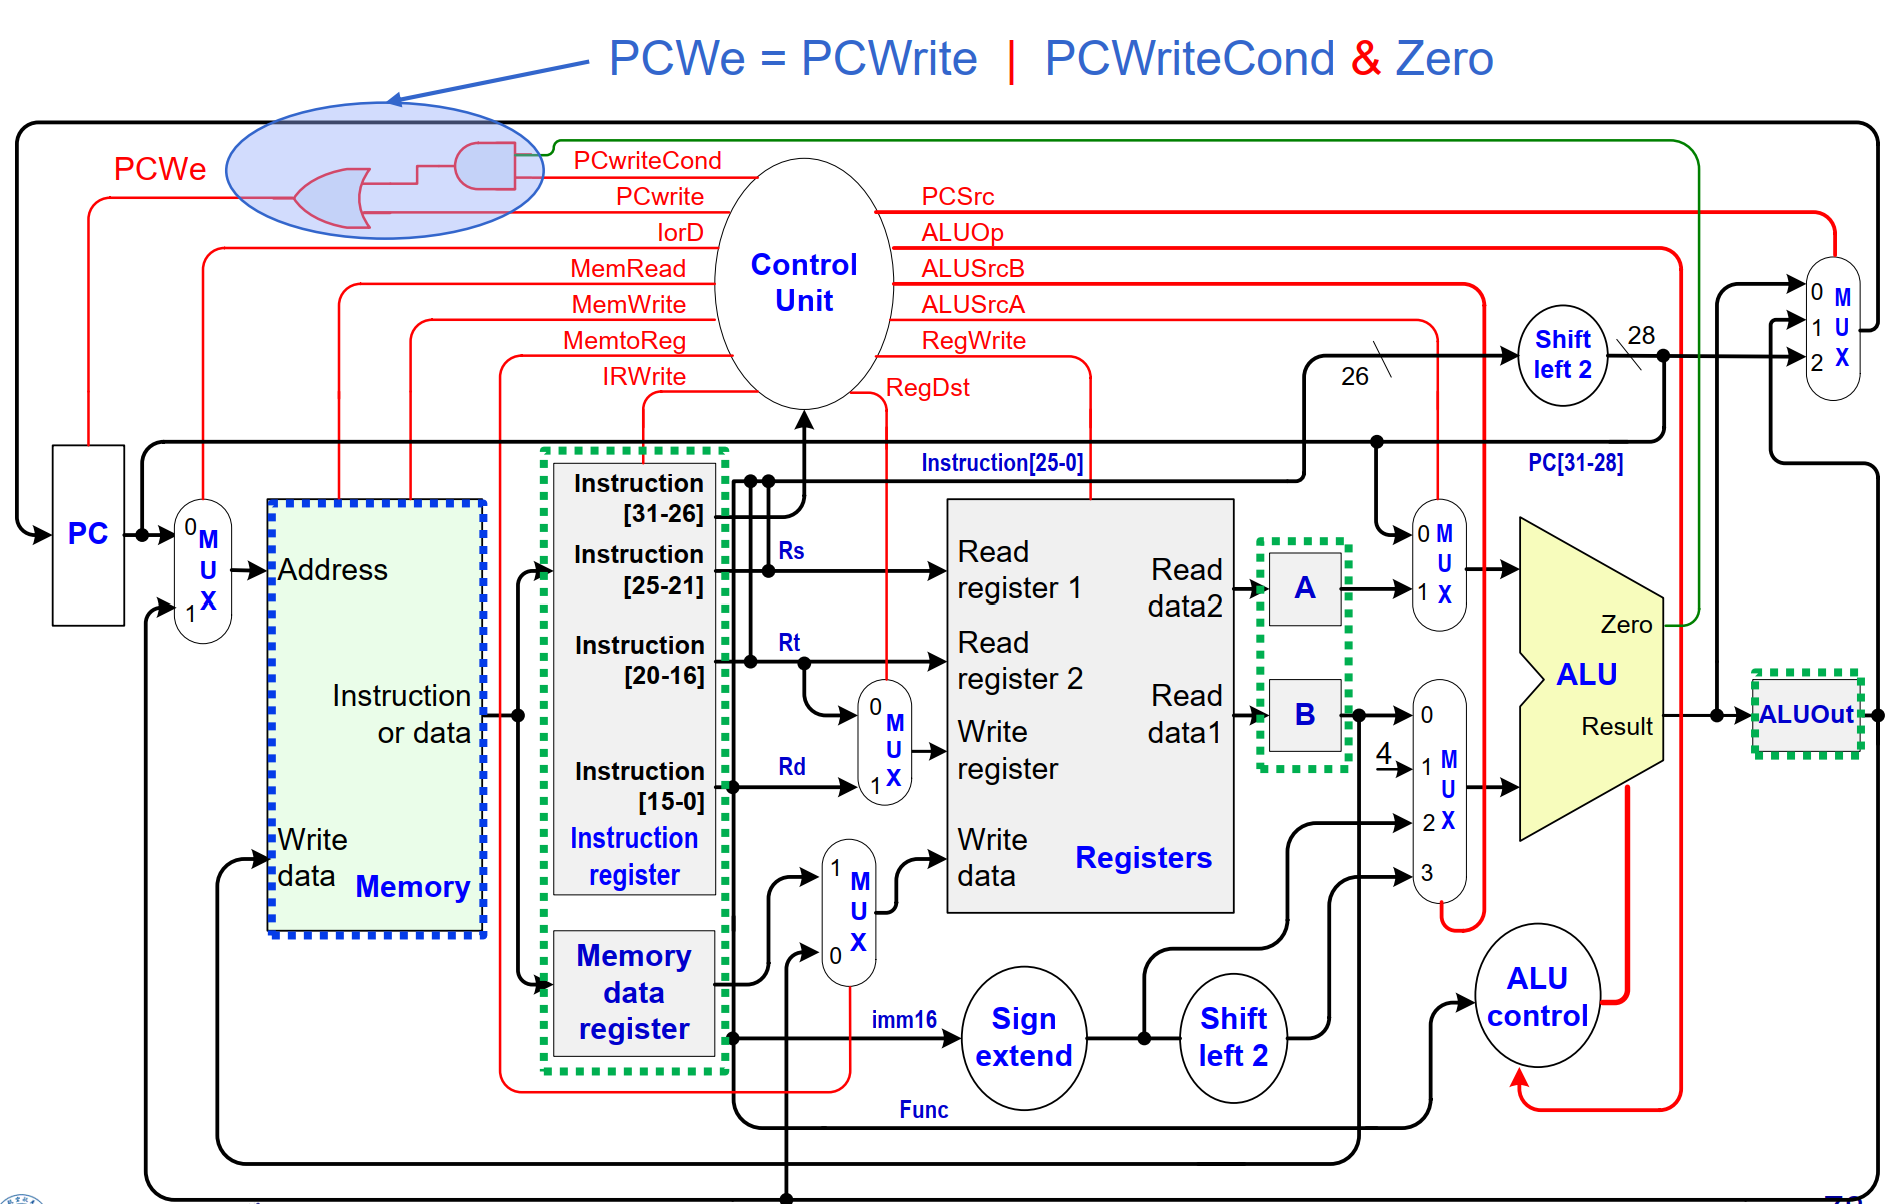 PCWe = PCWrite | PCWriteCond & Zero
PCWe
PCwriteCond
PCwrite
IorD
MemRead
MemWrite
MemtoReg
IRWrite
Control
Unit
PCSrc
ALUOp
ALUSrcB
ALUSrcA
RegWrite
RegDst
26
Shift
left 2
28
0
1
2
M
U
X
Instruction[25-0]
PC[31-28]
PC
0
1
M
U
X
Address
Instruction
or data
Write
data
Memory
Instruction
[31-26]
Instruction
[25-21]
Instruction
[20-16]
Instruction
[15-0]
Instruction
register
Memory
data
register
Rs
Rt
Rd
0
1
M
U
X
1
0
M
U
X
Read
register 1
Read
register 2
Write
register
Write
data
Read
data2
Read
data1
Registers
A
B
4
0
1
M
U
X
0
1
2
3
M
U
X
Zero
ALU
Result
ALUOut
imm16
Sign
extend
Shift
left 2
ALU
control
Func